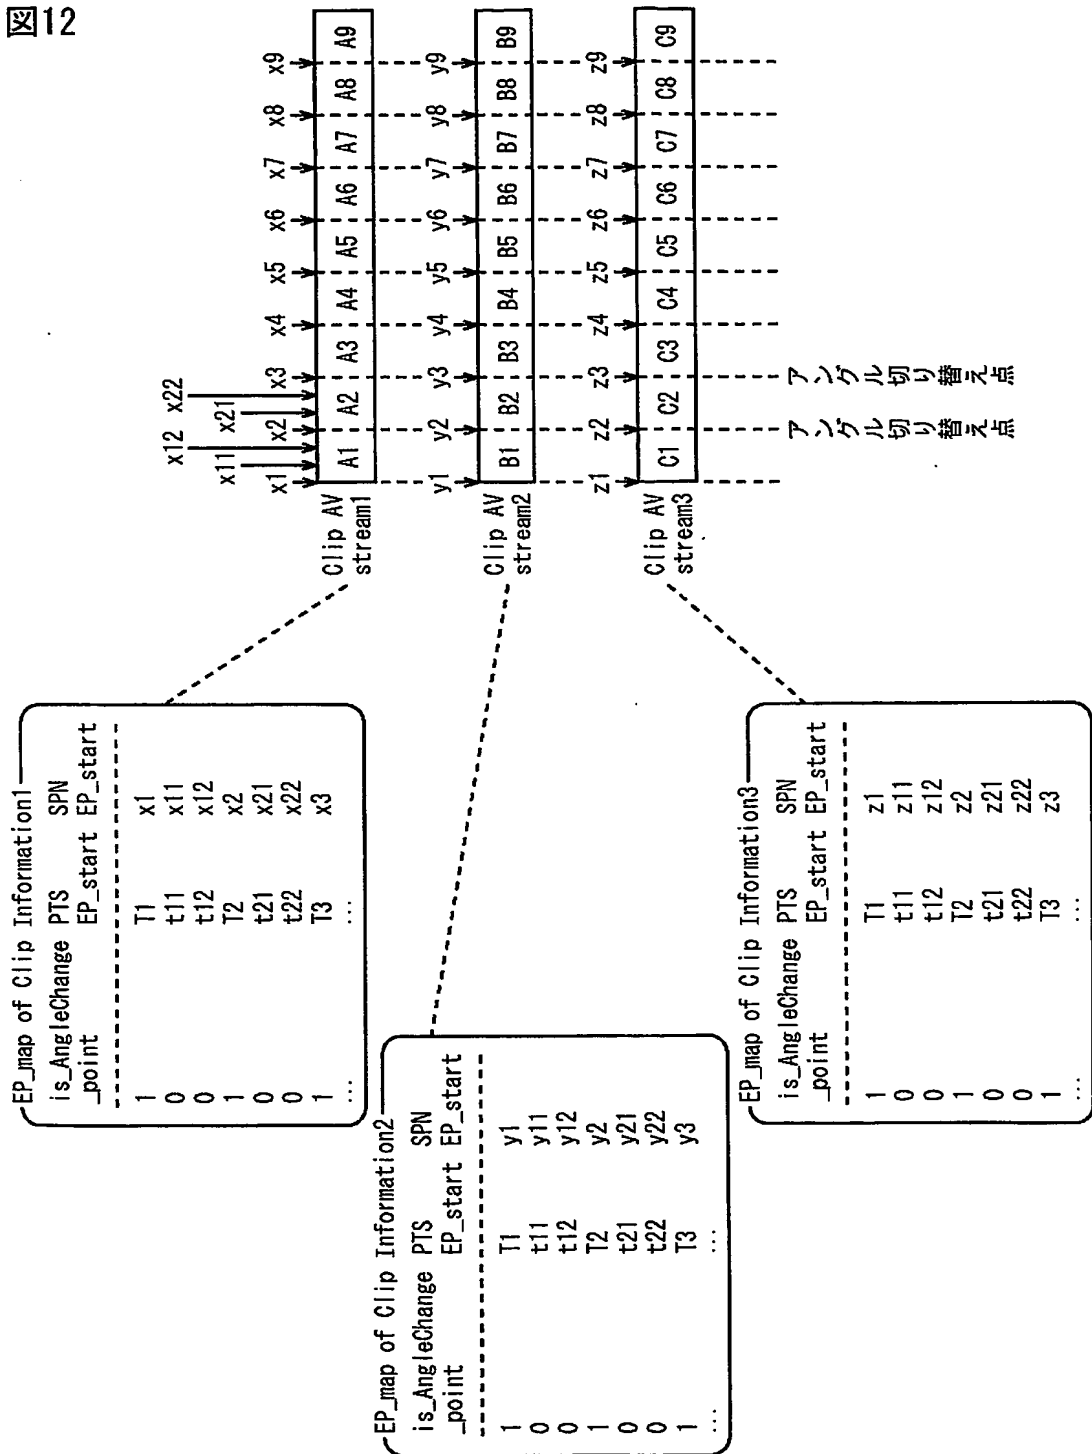 図12
EP_map of Clip Information1
is_AngleChange PTS SPN
_point EP_start EP_start
1 T1 x1
0 t11 x11
0 t12 x12
1 T2 x2
0 t21 x21
0 t22 x22
1 T3 x3
... ...
EP_map of Clip Information2
is_AngleChange PTS SPN
_point EP_start EP_start
1 T1 y1
0 t11 y11
0 t12 y12
1 T2 y2
0 t21 y21
0 t22 y22
1 T3 y3
... ...
EP_map of Clip Information3
is_AngleChange PTS SPN
_point EP_start EP_start
1 T1 z1
0 t11 z11
0 t12 z12
1 T2 z2
0 t21 z21
0 t22 z22
1 T3 z3
... ...
x12 x22
x11 x21
x1 x2 x3 x4 x5 x6 x7 x8 x9
Clip AV
stream1
A1 A2 A3 A4 A5 A6 A7 A8 A9
y1 y2 y3 y4 y5 y6 y7 y8 y9
Clip AV
stream2
B1 B2 B3 B4 B5 B6 B7 B8 B9
z1 z2 z3 z4 z5 z6 z7 z8 z9
Clip AV
stream3
C1 C2 C3 C4 C5 C6 C7 C8 C9
アングル切り替え点
アングル切り替え点